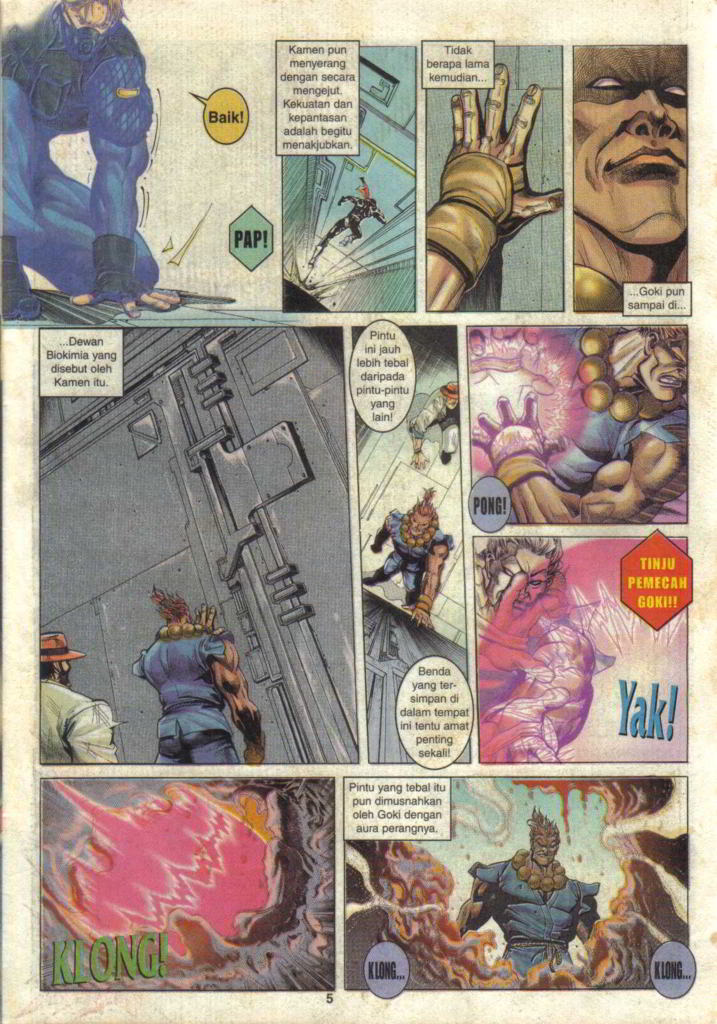 Baik!
PAP!
Kamen pun
menyerang
dengan secara
mengejut.
Kekuatan dan
kepantasan
adalah begitu
menakjubkan.
Tidak
berapa lama
kemudian...
...Goki pun
sampai di...
...Dewan
Biokimia yang
disebut oleh
Kamen itu.
Pintu
ini jauh
lebih tebal
daripada
pintu-pintu
yang
lain!
Benda
yang ter-
simpan di
dalam tempat
ini tentu amat
penting
sekali!
PONG!
TINJU
PEMECAH
GOKI!!
Yak!
KLONG!
Pintu yang tebal itu
pun dimusnahkan
oleh Goki dengan
aura perangnya.
KLONG...
KLONG...
5